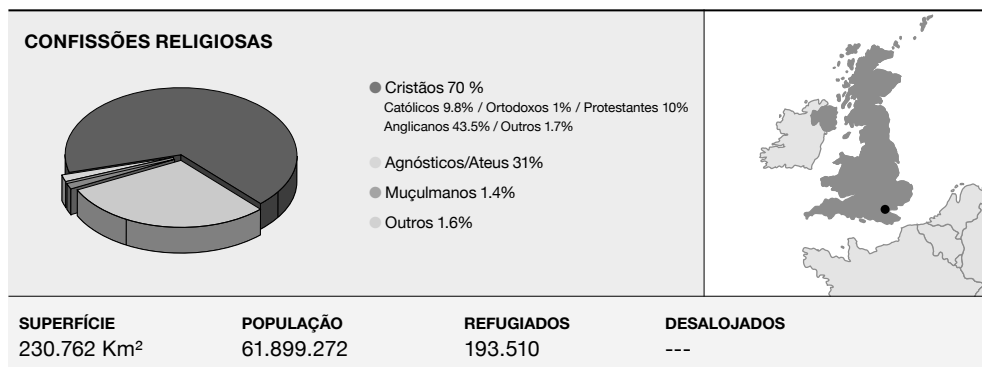 CONFISSÕES RELIGIOSAS
Cristãos 70 %
Católicos 9.8% / Ortodoxos 1% / Protestantes 10%
Anglicanos 43.5% / Outros 1.7%
Agnósticos/Ateus 31%
Muçulmanos 1.4%
Outros 1.6%
SUPERFÍCIE
230.762 Km²
POPULAÇÃO
61.899.272
REFUGIADOS
193.510
DESALOJADOS
---